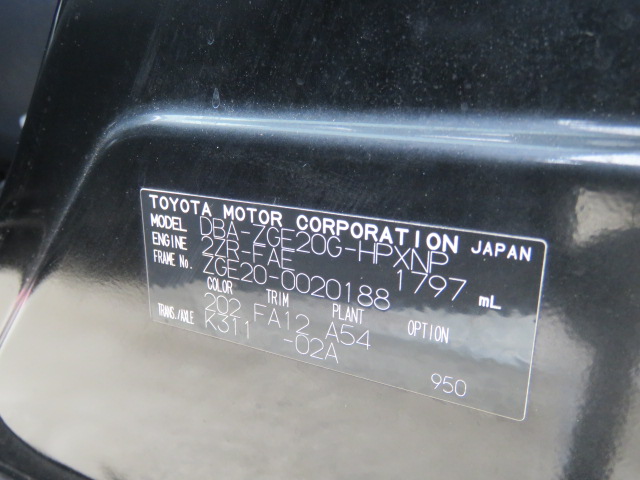 TOYOTA MOTOR CORPORATION JAPAN
MODEL DBA-ZGE20G-HPXNP
ENGINE 2ZR-FAE 1797 mL
FRAME No. ZGE20-0020188
COLOR TRIM PLANT OPTION
202 FA12 A54
TRANS./AXLE K311 -02A
950